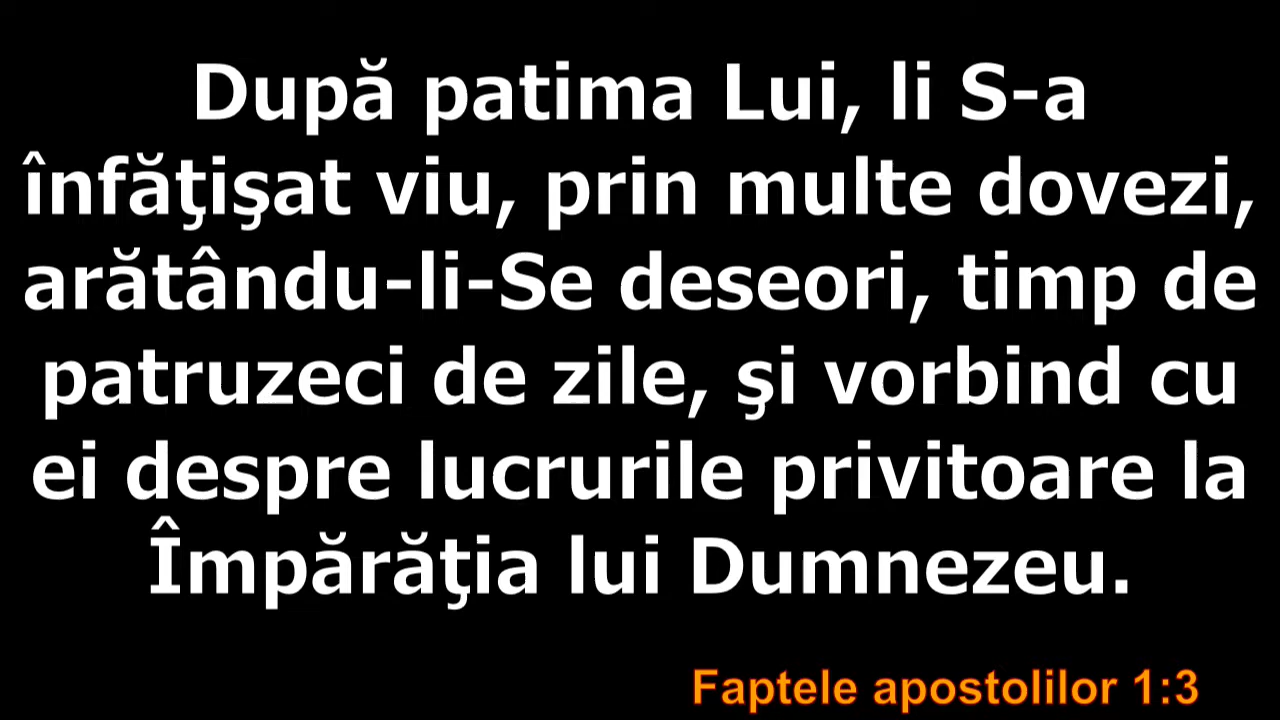 După patima Lui, li S-a
înfăţişat viu, prin multe dovezi,
arătându-li-Se deseori, timp de
patruzeci de zile, şi vorbind cu
ei despre lucrurile privitoare la
Împărăţia lui Dumnezeu.
Faptele apostolilor 1:3